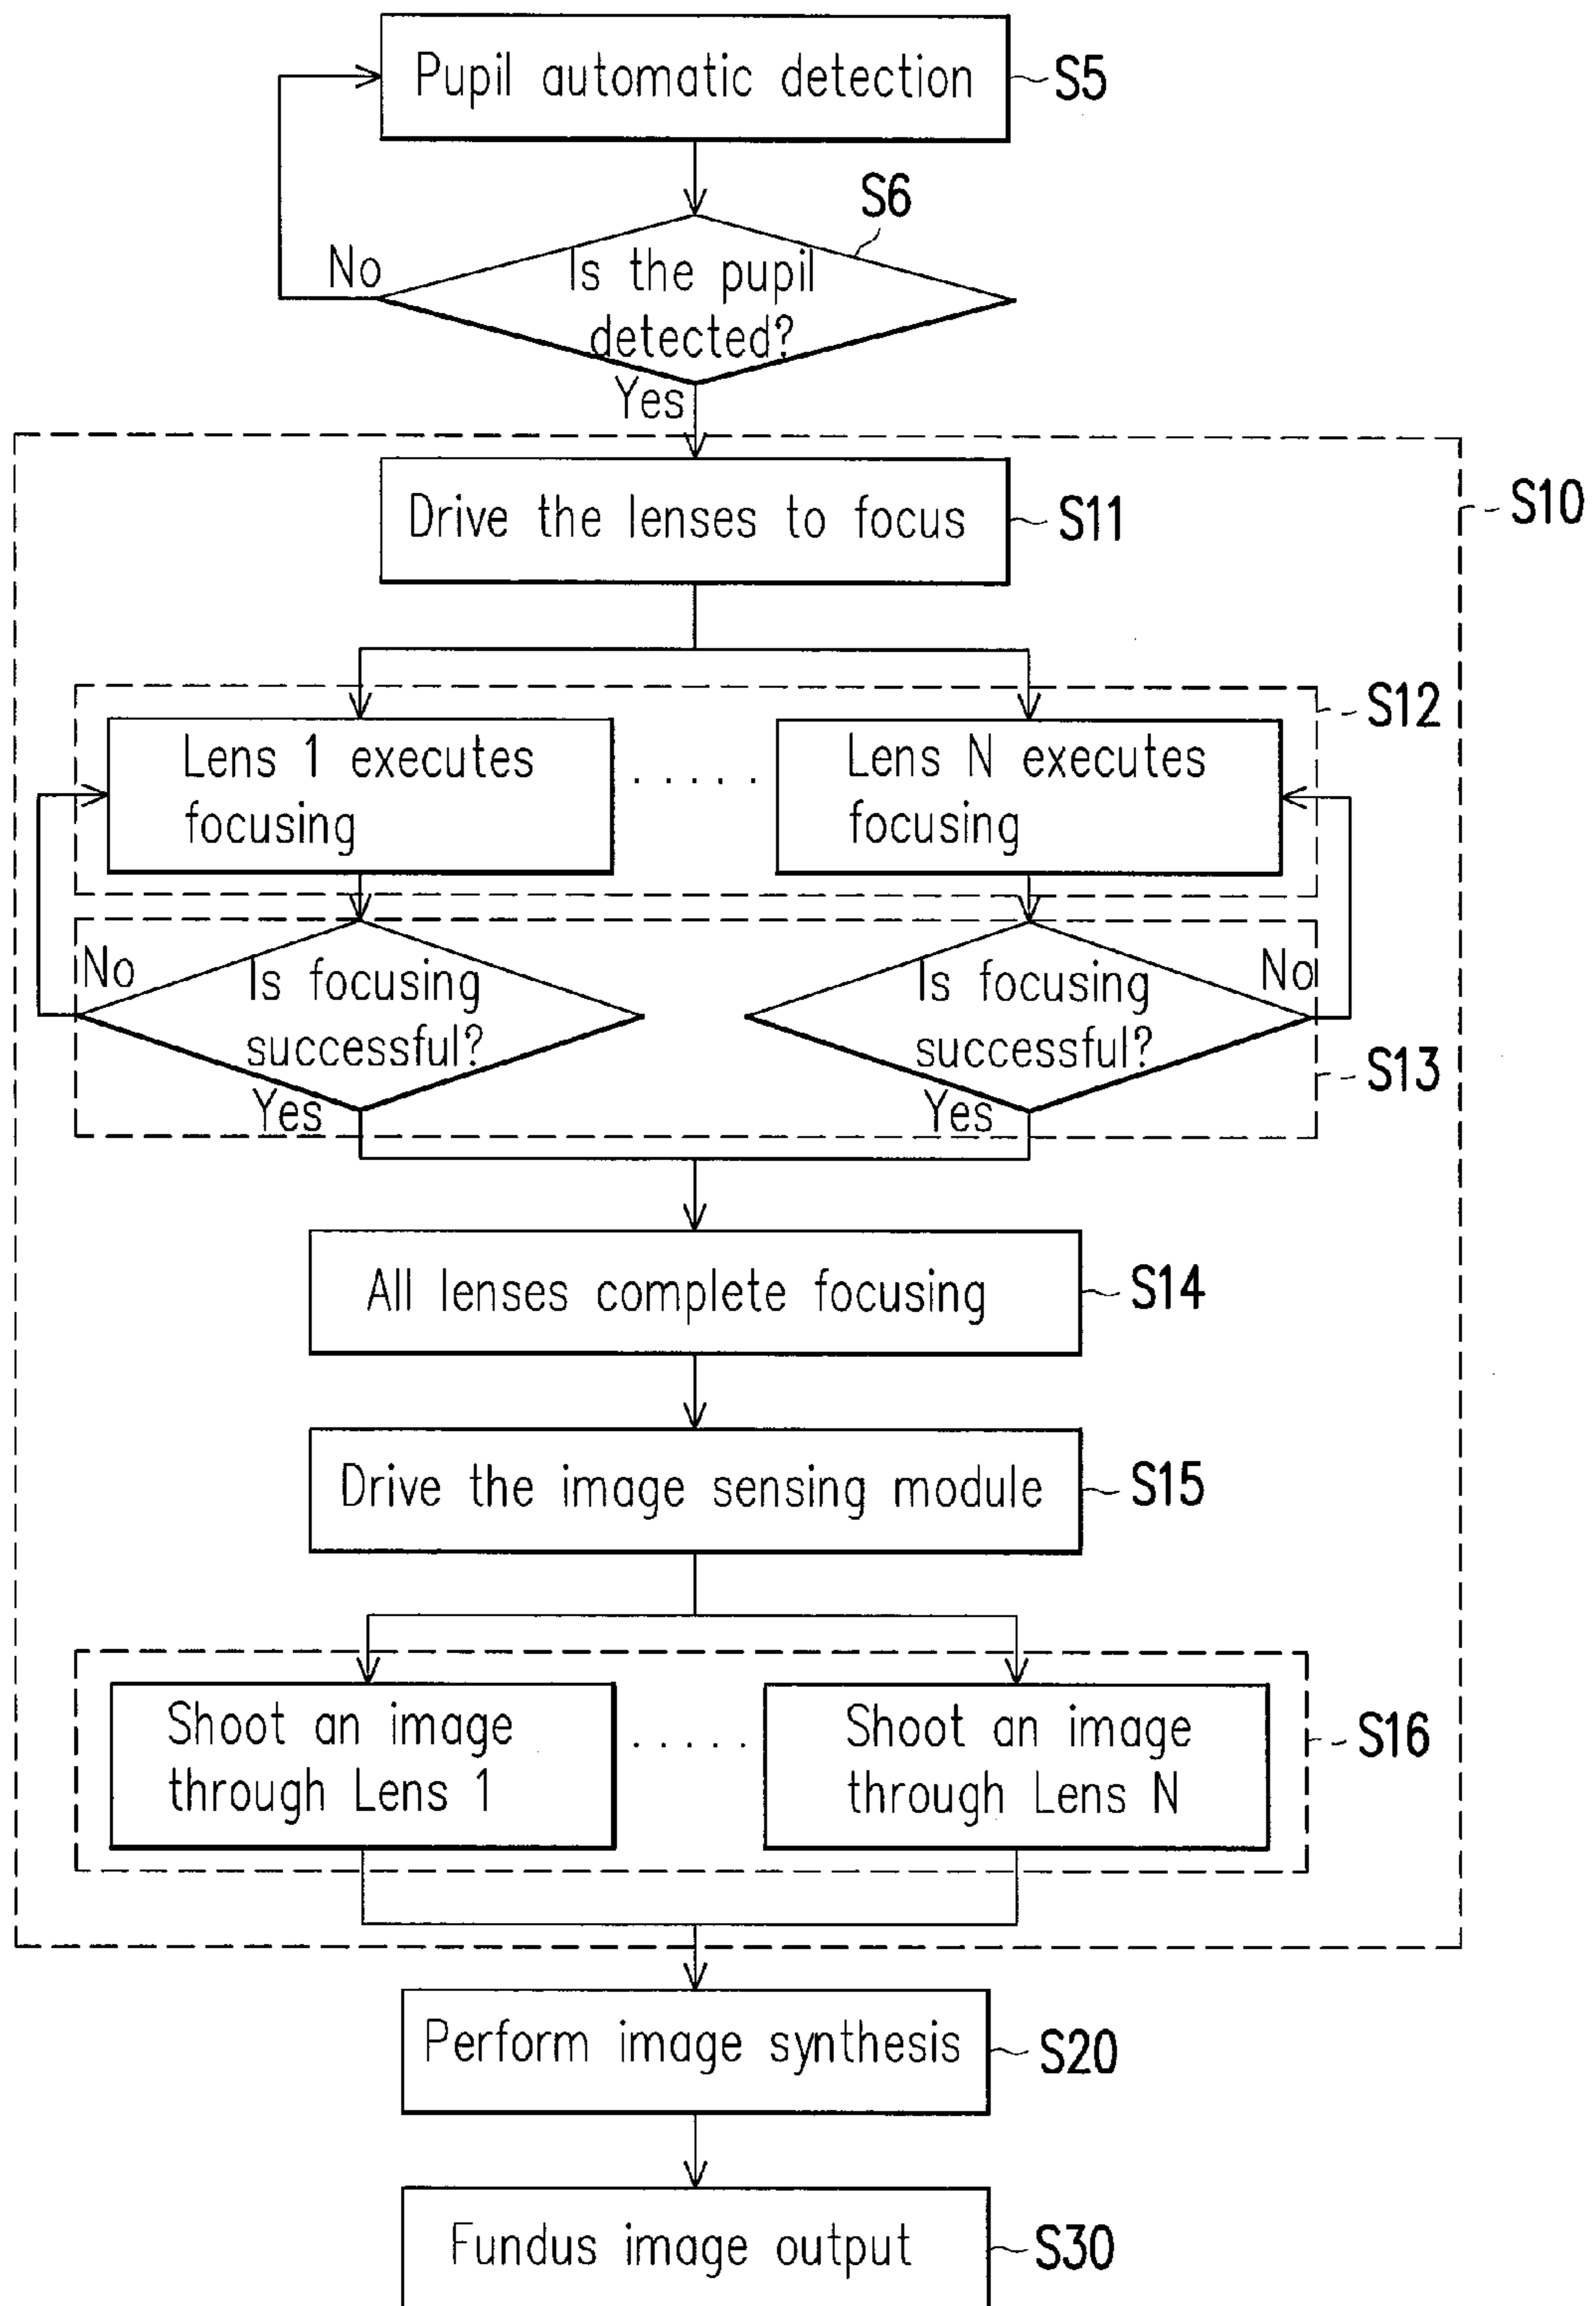 Pupil automatic detection
S5
S6
No
Is the pupil
detected?
Yes
S10
Drive the lenses to focus
S11
S12
Lens 1 executes
focusing
.....
Lens N executes
focusing
No
Is focusing
successful?
Yes
Is focusing
successful?
No
Yes
S13
All lenses complete focusing
S14
Drive the image sensing module
S15
Shoot an image
through Lens 1
.....
Shoot an image
through Lens N
S16
Perform image synthesis
S20
Fundus image output
S30